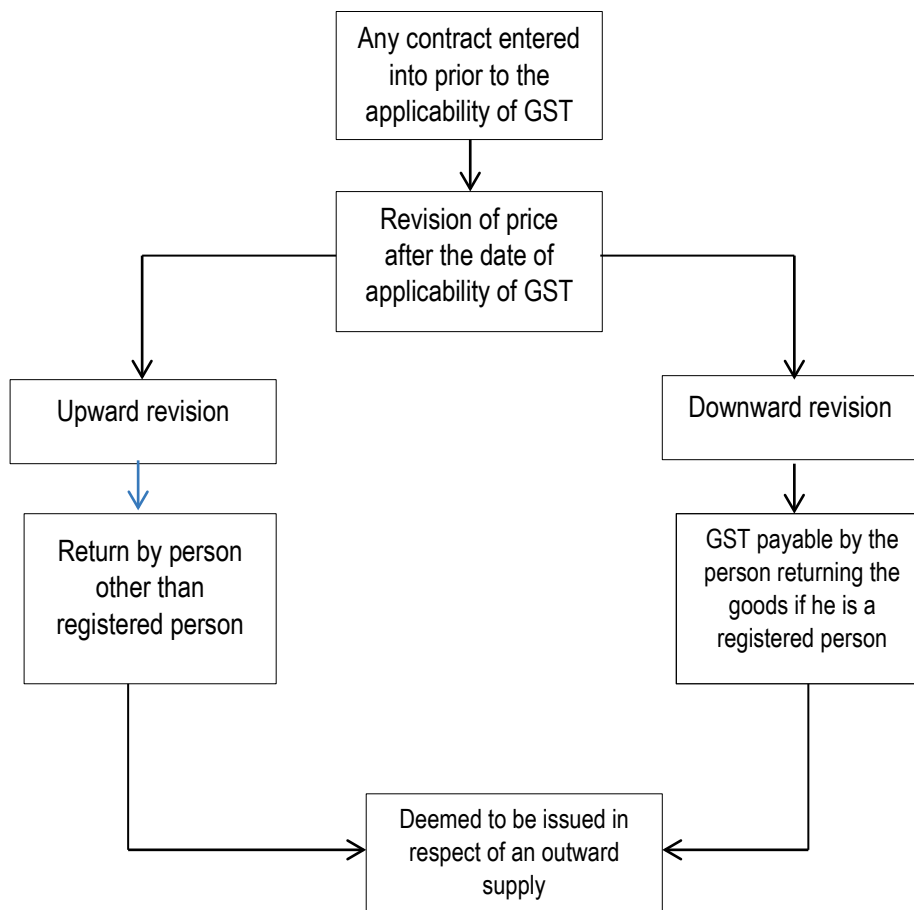 Any contract entered
into prior to the
applicability of GST
Revision of price
after the date of
applicability of GST
Upward revision
Downward revision
Return by person
other than
registered person
GST payable by the
person returning the
goods if he is a
registered person
Deemed to be issued in
respect of an outward
supply